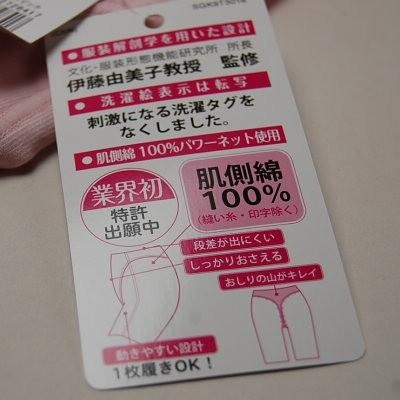 ●服装解剖学を用いた設計
文化・服装形態機能研究所 所長
伊藤由美子教授 監修
●洗濯絵表示は転写
刺激になる洗濯タグを
なくしました。
●肌側綿100%パワーネット使用
業界初
特許
出願中
肌側綿
100%
(縫い糸・印字除く)
段差が出にくい
しっかりおさえる
おしりの山がキレイ
動きやすい設計
1枚履きOK!